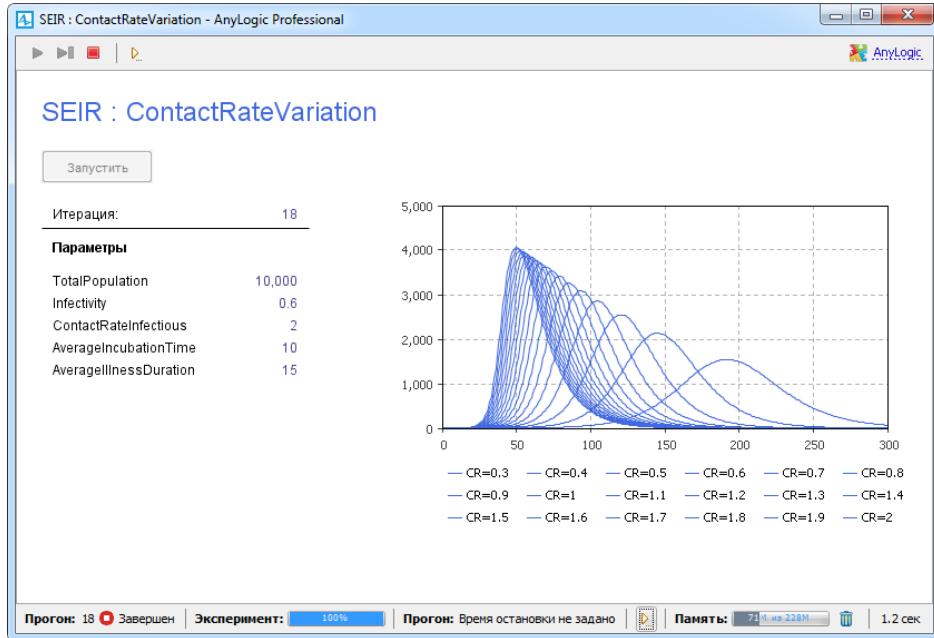 SEIR : ContactRateVariation - AnyLogic Professional
AnyLogic
SEIR : ContactRateVariation
Запустить
Итерация: 18
Параметры
TotalPopulation 10,000
Infectivity 0.6
ContactRateInfectious 2
AverageIncubationTime 10
AverageIllnessDuration 15
5,000
4,000
3,000
2,000
1,000
0
0 50 100 150 200 250 300
CR=0.3 CR=0.4 CR=0.5 CR=0.6 CR=0.7 CR=0.8
CR=0.9 CR=1 CR=1.1 CR=1.2 CR=1.3 CR=1.4
CR=1.5 CR=1.6 CR=1.7 CR=1.8 CR=1.9 CR=2
Прогон: 18 Завершен Эксперимент: 100% Прогон: Время остановки не задано Память: 71M из 228M 1.2 сек